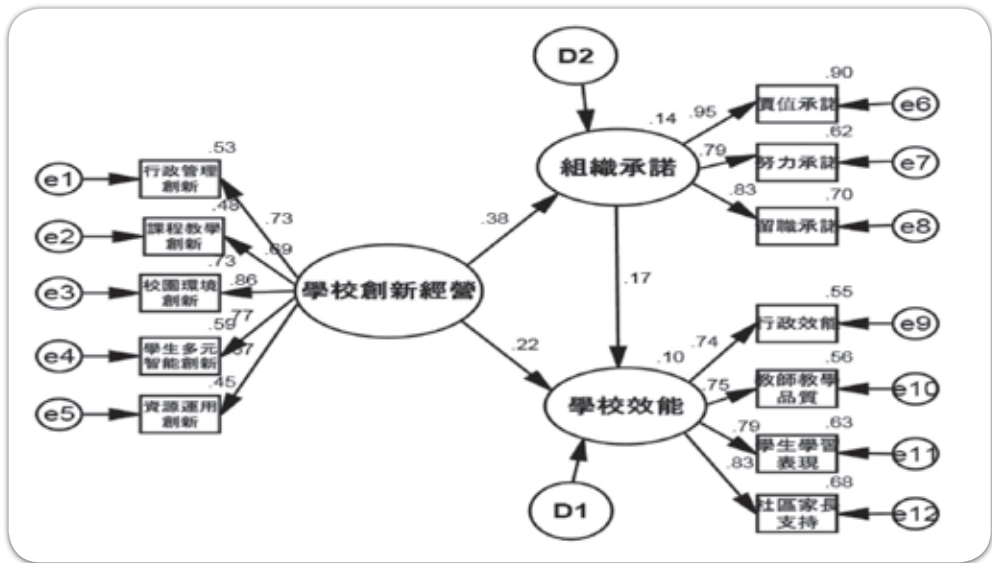 D2
.90
.14
.95
價值承諾
e6
.62
.53
組織承諾
.79
努力承諾
e7
e1
行政管理
創新
.83
.70
.48
.73
.38
留職承諾
e8
e2
課程教學
創新
.69
.73
.86
學校創新經營
.17
e3
校園環境
創新
.55
.77
.59
.74
行政效能
e9
.22
e4
學生多元
智能創新
.10
.56
.45
.75
教師教學
品質
e10
學校效能
e5
資源運用
創新
.79
.63
學生學習
表現
e11
.83
.68
D1
社區家長
支持
e12